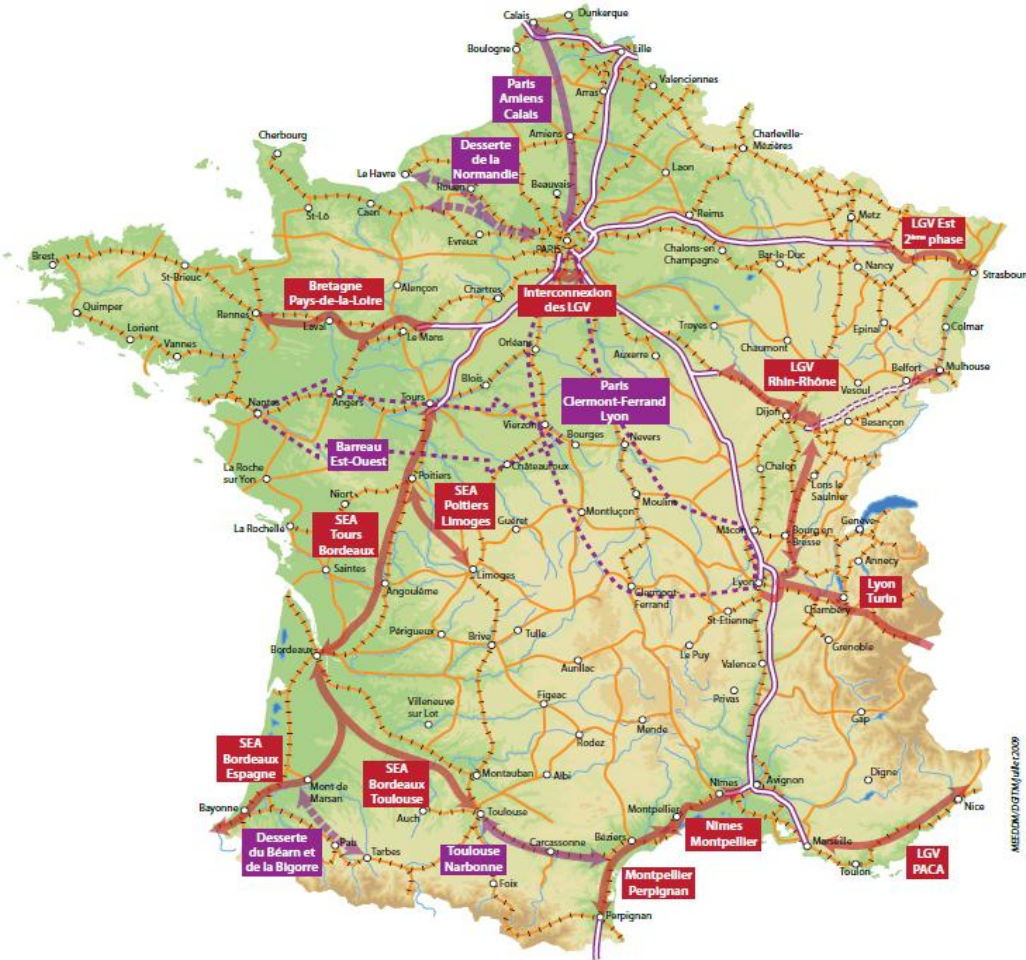 Calais
Dunkerque
Boulogne
Lille
Valenciennes
Paris
Amiens
Calais
Arras
Cherbourg
Amiens
Charleville-
Mézières
Desserte
de la
Normandie
Laon
Le Havre
Rouen
Beauvais
St-Lô
Caen
Reims
Metz
LGV Est
2ème phase
Evreux
PARIS
Chalons-en
Champagne
Bar-le-Duc
Nancy
Strasbourg
Brest
St-Brieuc
Bretagne
Pays-de-la-Loire
Alençon
Chartres
Interconnexion
des LGV
Quimper
Rennes
Laval
Le Mans
Troyes
Epinal
Colmar
Lorient
Vannes
Orléans
Auxerre
Chaumont
LGV
Rhin-Rhône
Belfort
Mulhouse
Vesoul
Blois
Paris
Clermont-Ferrand
Lyon
Nantes
Angers
Tours
Dijon
Besançon
Vierzon
Bourges
Nevers
Barreau
Est-Ouest
La Roche
sur Yon
Poitiers
Châteauroux
Chalon
Lons le
Saulnier
Niort
SEA
Poitiers
Limoges
Moulins
La Rochelle
SEA
Tours
Bordeaux
Guéret
Montluçon
Mâcon
Bourg en
Bresse
Genève
Annecy
Saintes
Angoulême
Limoges
Clermont-
Ferrand
Lyon
Lyon
Turin
Chambéry
St-Etienne
Périgueux
Brive
Tulle
Grenoble
Bordeaux
Aurillac
Le Puy
Valence
Villeneuve
sur Lot
Figeac
Privas
Gap
Rodez
Mende
SEA
Bordeaux
Espagne
SEA
Bordeaux
Toulouse
Montauban
Albi
Digne
Mont de
Marsan
Nîmes
Avignon
Bayonne
Auch
Toulouse
Montpellier
Nice
Desserte
du Béarn et
de la Bigorre
Pau
Tarbes
Toulouse
Narbonne
Carcassonne
Béziers
Nîmes
Montpellier
Marseille
Toulon
LGV
PACA
Foix
Montpellier
Perpignan
Perpignan
MEEDDM/DGITM/Juillet 2009